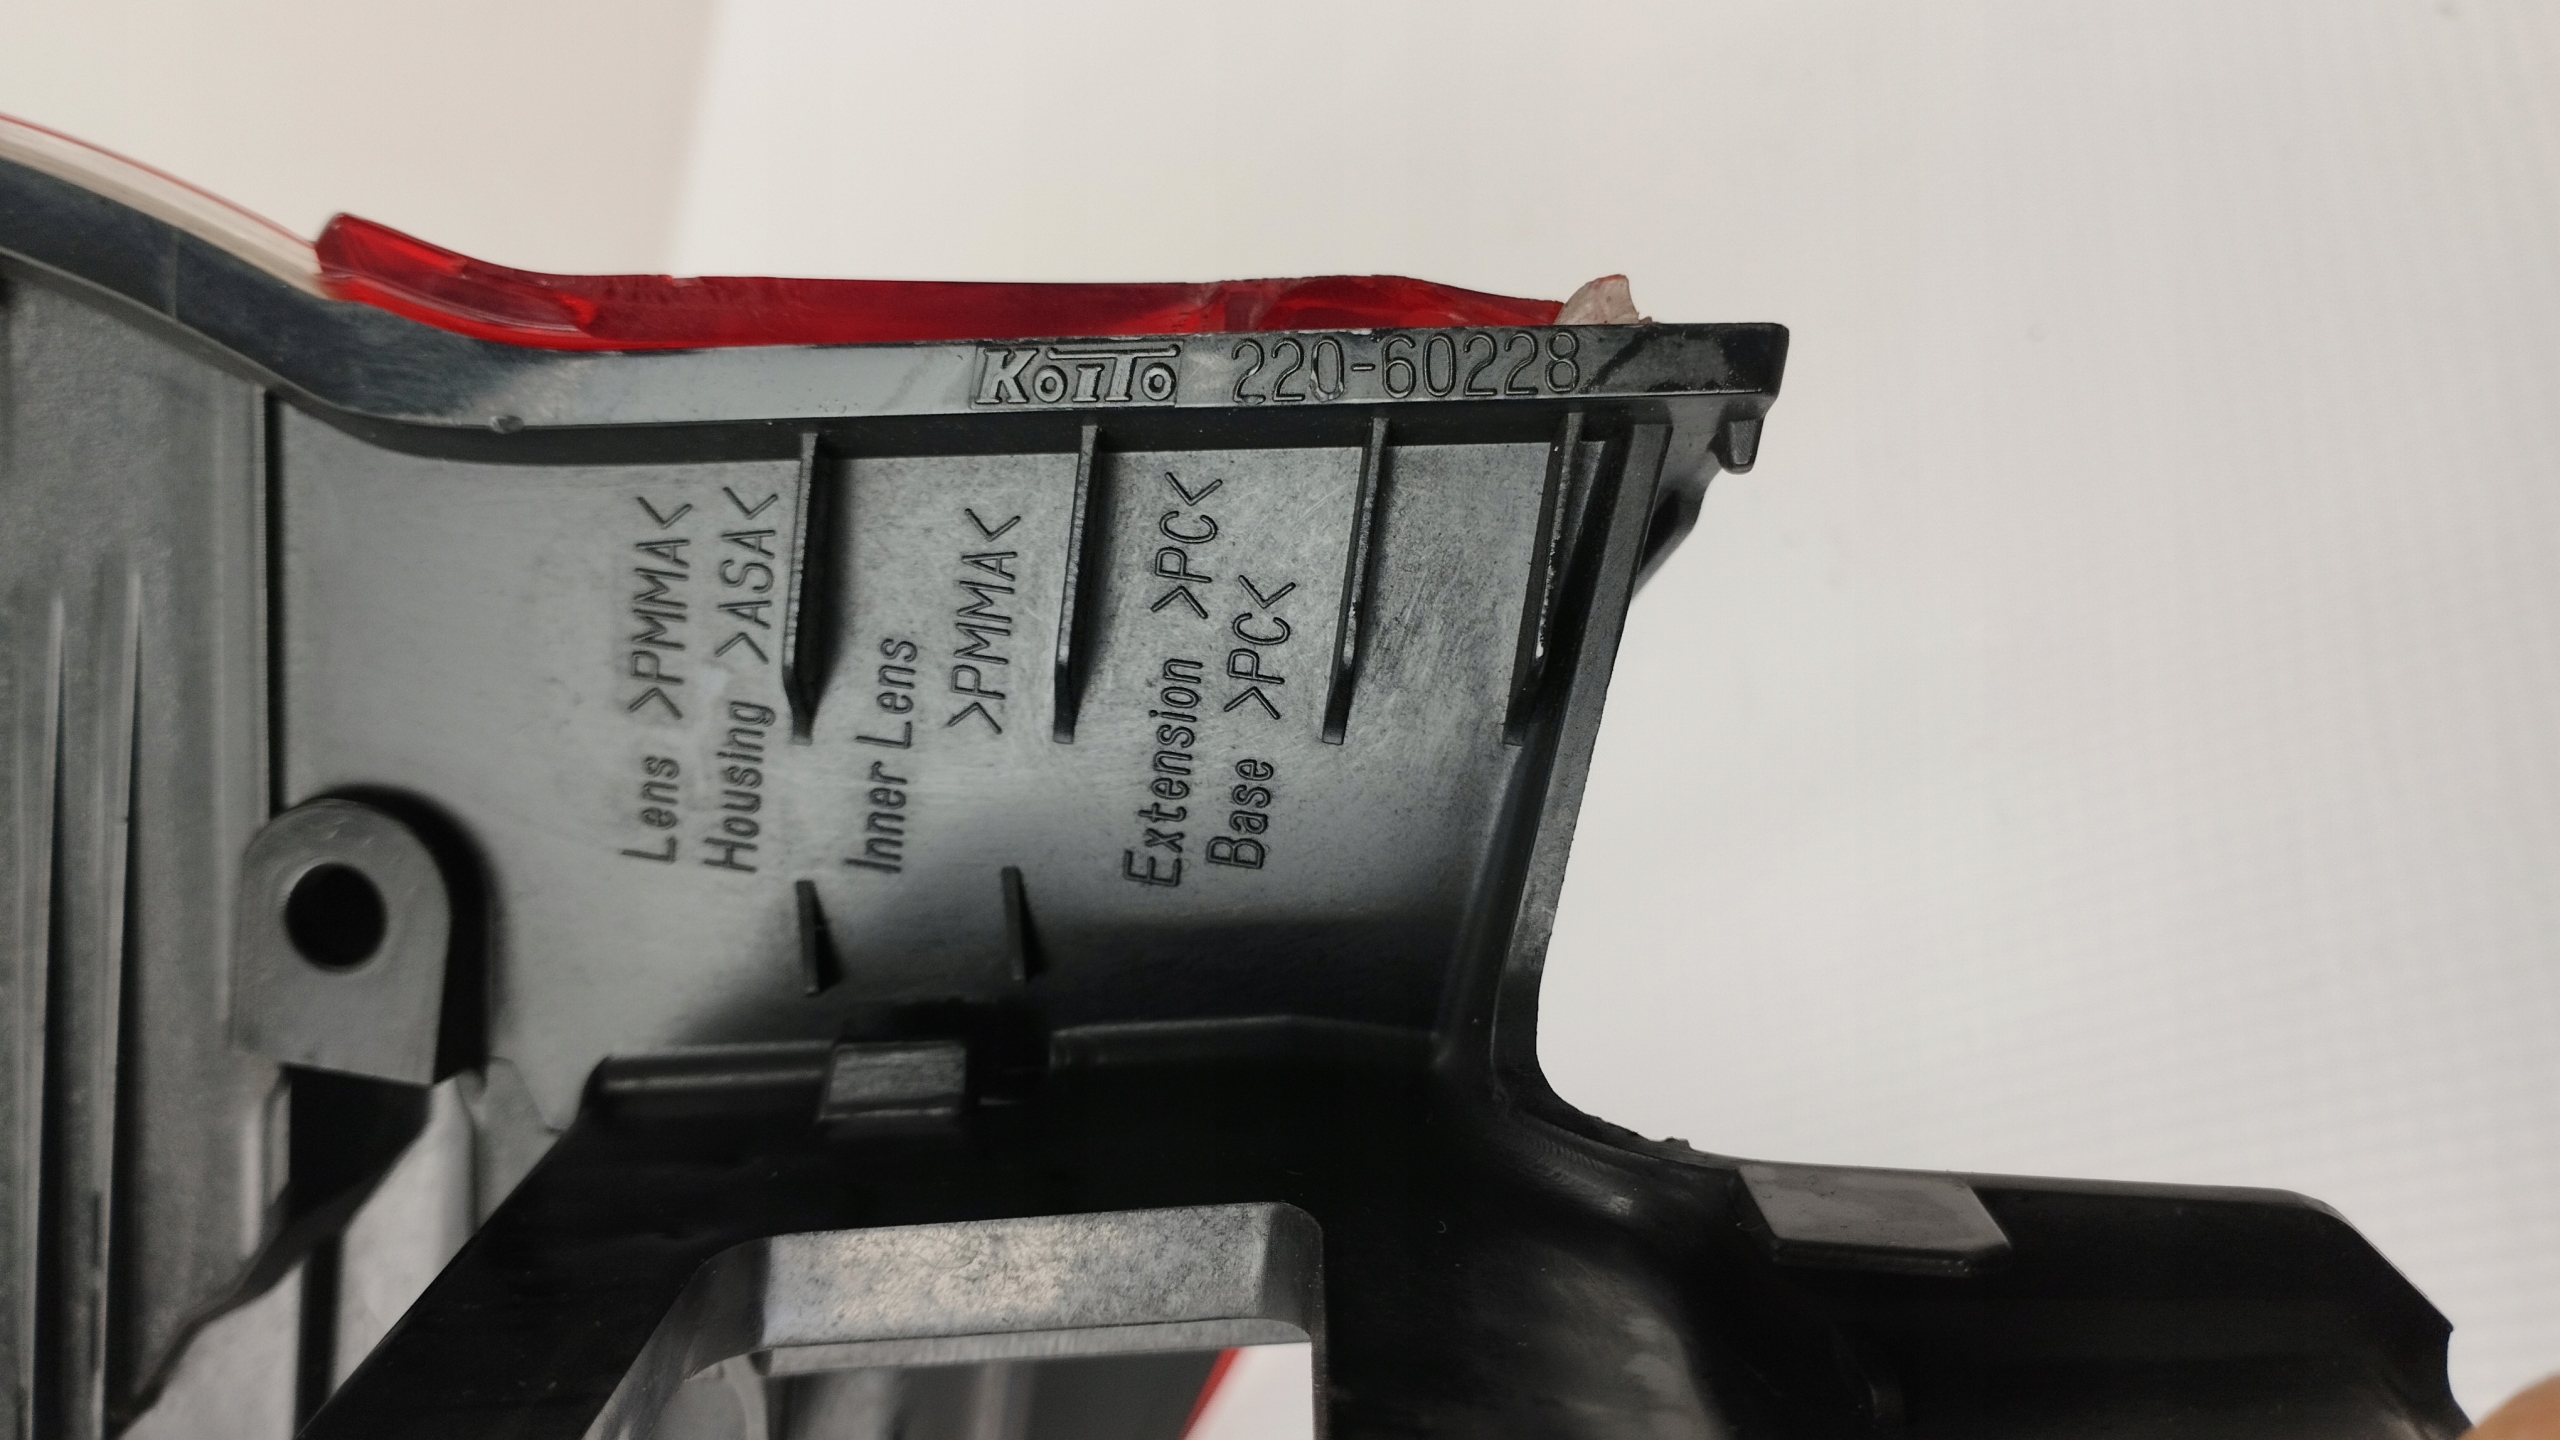 KoiTo 220-60228
Lens >PMMA<
Housing >ASA<
Inner Lens
>PMMA<
Extension >PC<
Base >PC<